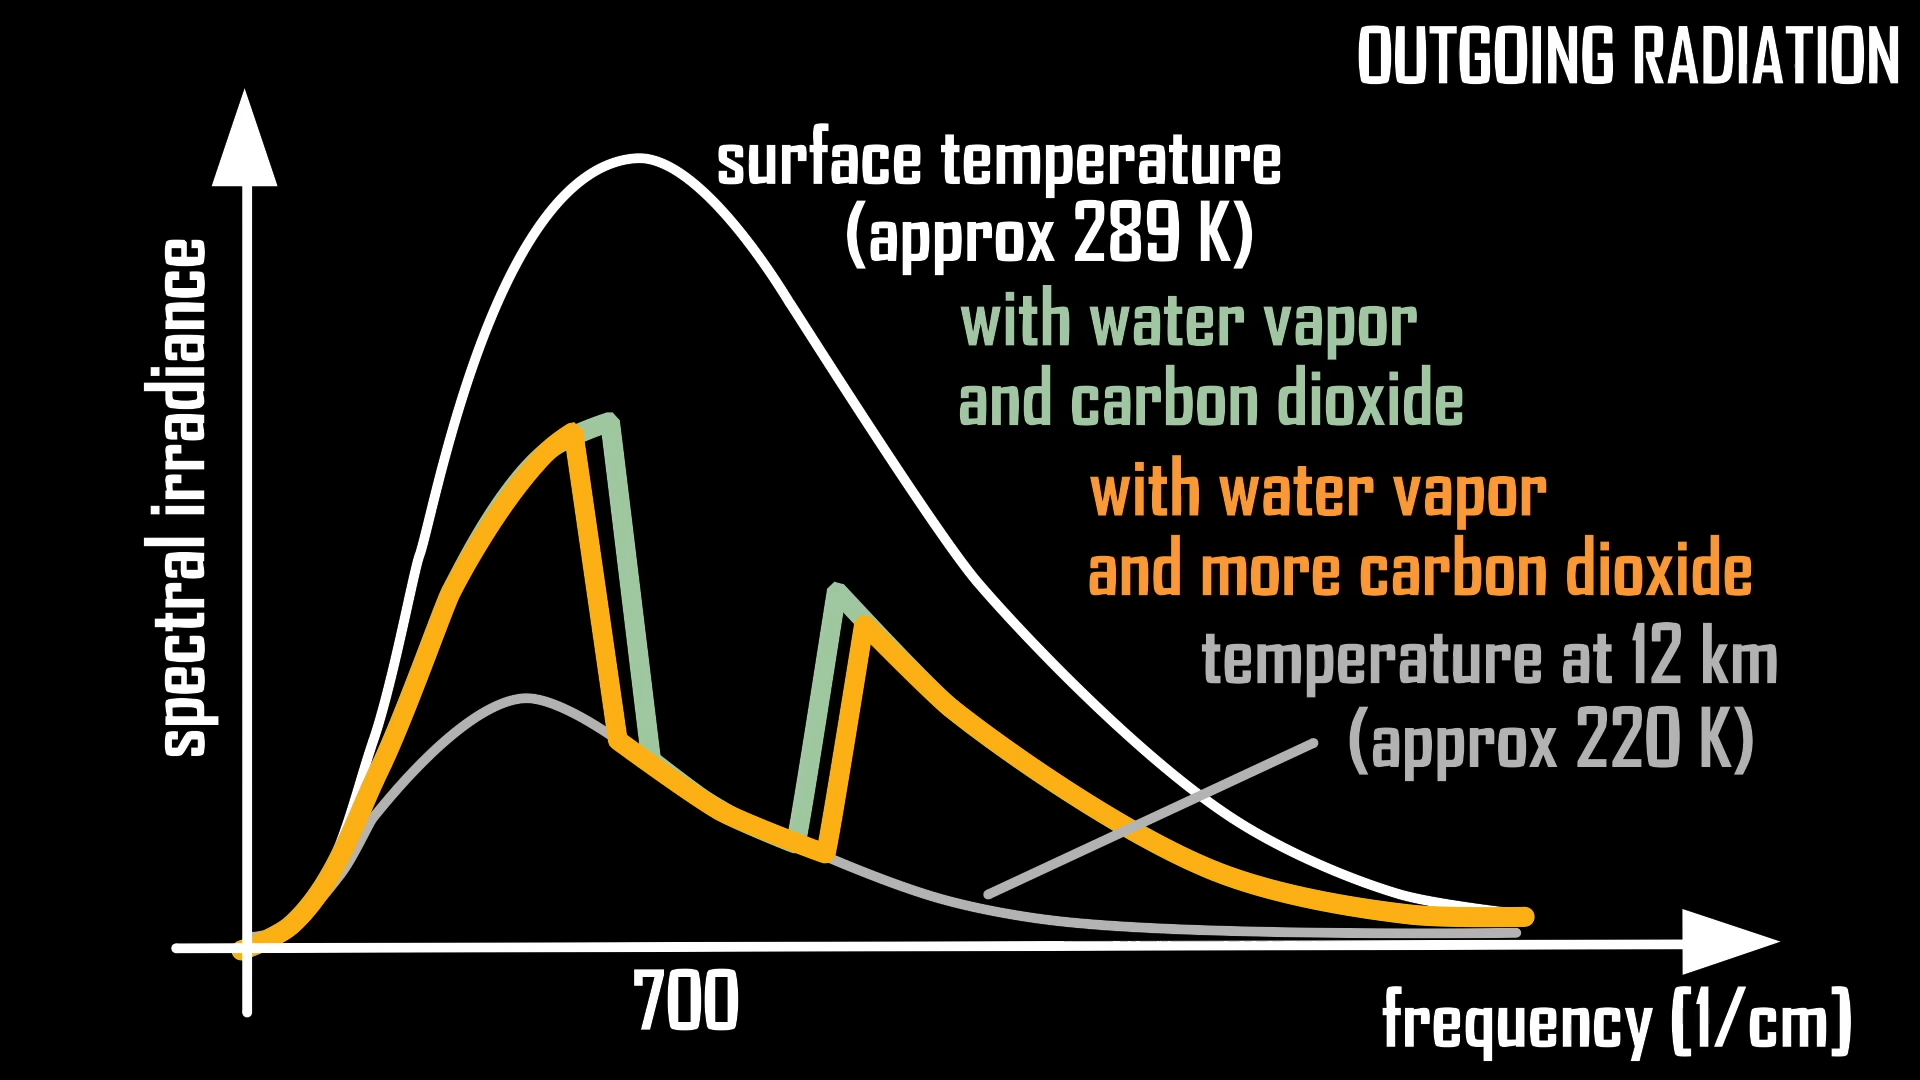 OUTGOING RADIATION
surface temperature
(approx 289 K)
with water vapor
and carbon dioxide
with water vapor
and more carbon dioxide
temperature at 12 km
(approx 220 K)
spectral irradiance
700
frequency (1/cm)